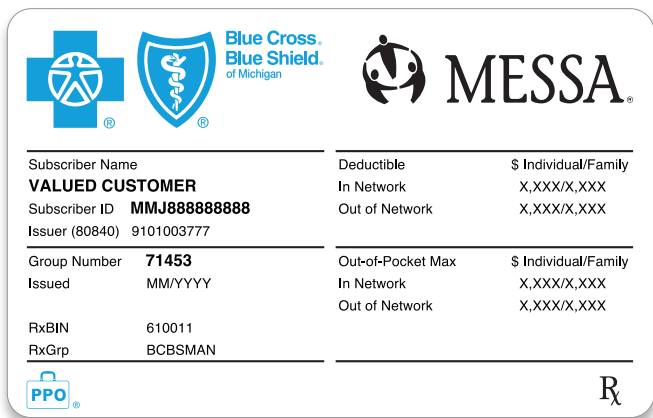 Blue Cross®
Blue Shield®
of Michigan
®
®
MESSA®
Subscriber Name
VALUED CUSTOMER
Subscriber ID MMJ888888888
Issuer (80840) 9101003777
Group Number 71453
Issued MM/YYYY
RxBIN 610011
RxGrp BCBSMAN
Deductible $ Individual/Family
In Network X,XXX/X,XXX
Out of Network X,XXX/X,XXX
Out-of-Pocket Max $ Individual/Family
In Network X,XXX/X,XXX
Out of Network X,XXX/X,XXX
PPO®
Rx